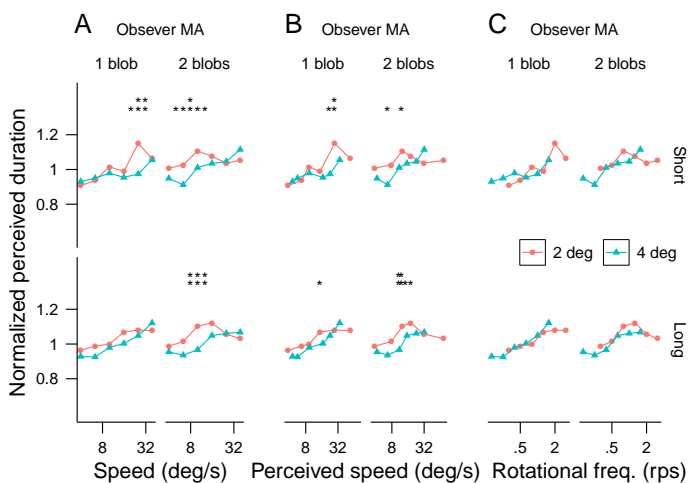 A
B
C
Obsever MA
Obsever MA
Obsever MA
1 blob
2 blobs
1 blob
2 blobs
1 blob
2 blobs
Normalized perceived duration
1.2
1
0.8
Short
** * * **
*** ***** ** * *
2 deg
4 deg
1.2
1
0.8
Long
*** **
*** * ****
8
32
8
32
8
32
8
32
.5
2
.5
2
Speed (deg/s)
Perceived speed (deg/s)
Rotational freq. (rps)